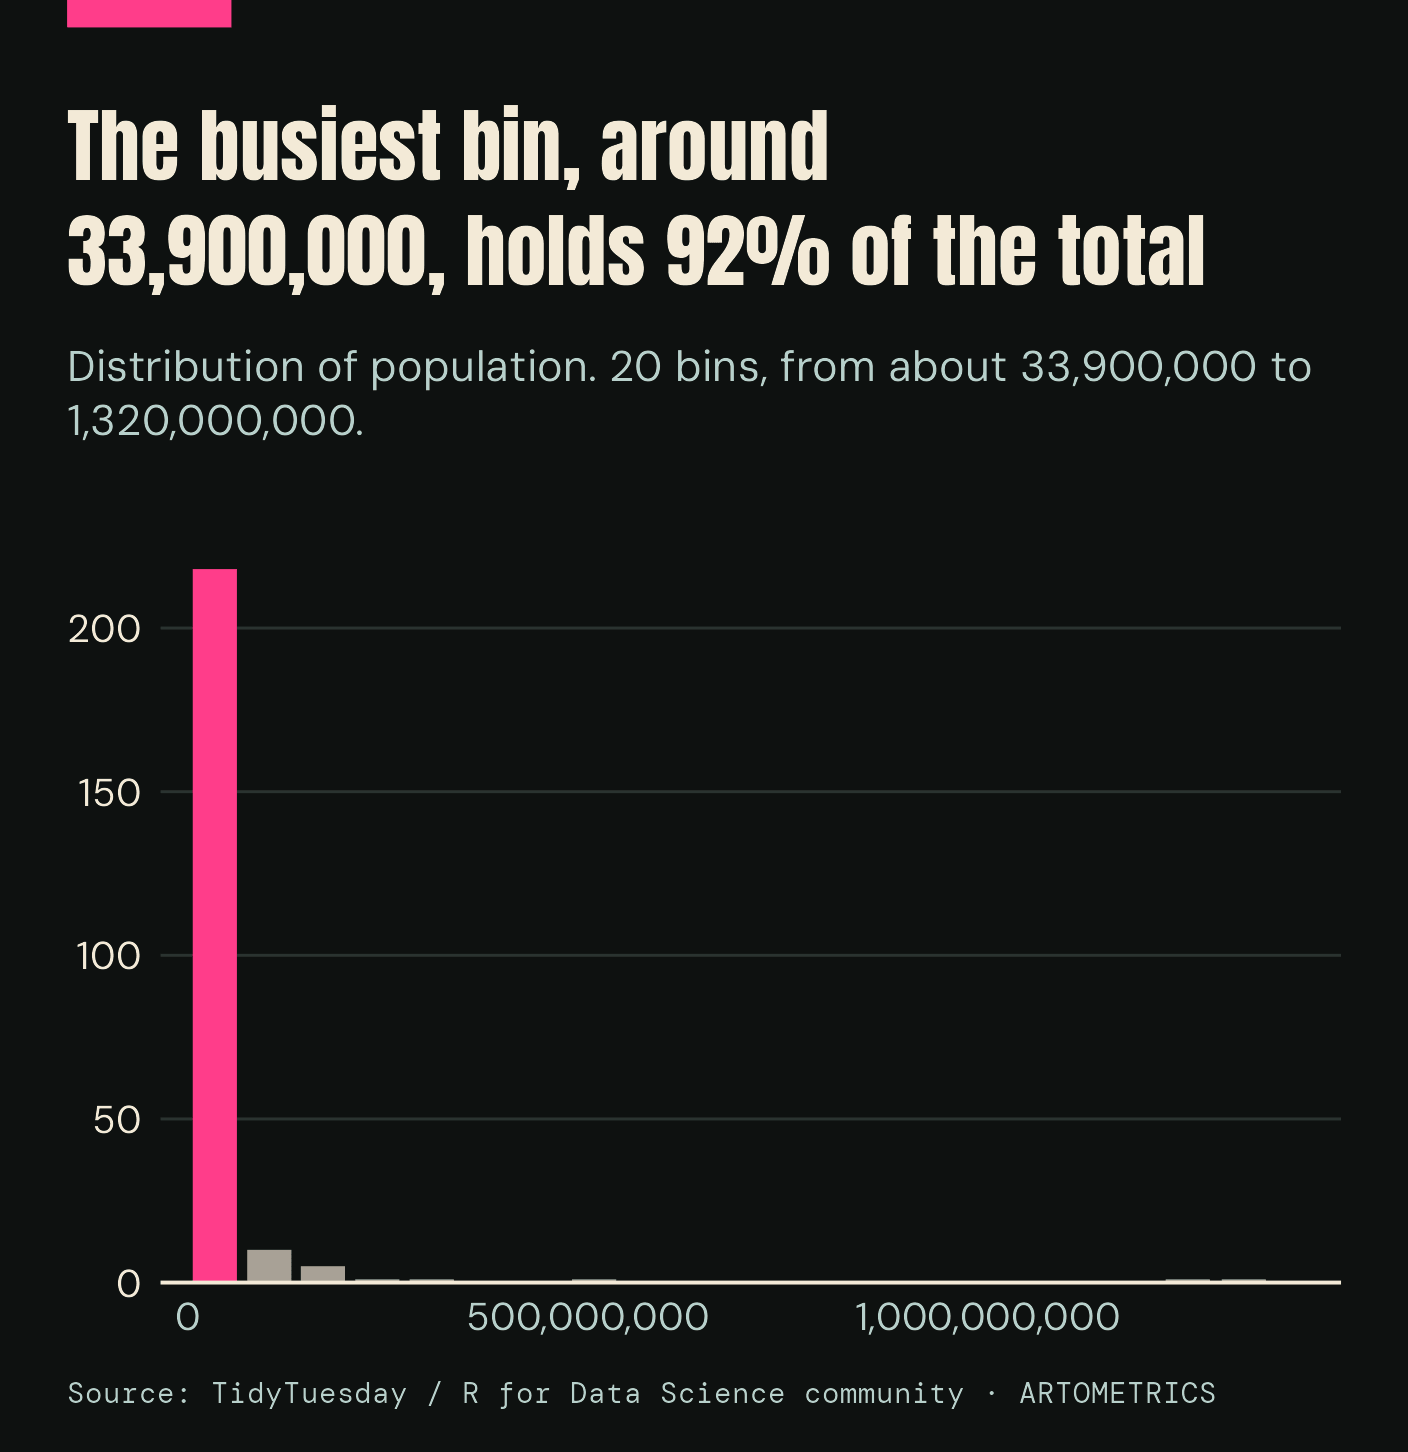 The busiest bin, around
33,900,000, holds 92% of the total
Distribution of population. 20 bins, from about 33,900,000 to
1,320,000,000.
200
150
100
50
0
0 500,000,000 1,000,000,000
Source: TidyTuesday / R for Data Science community · ARTOMETRICS